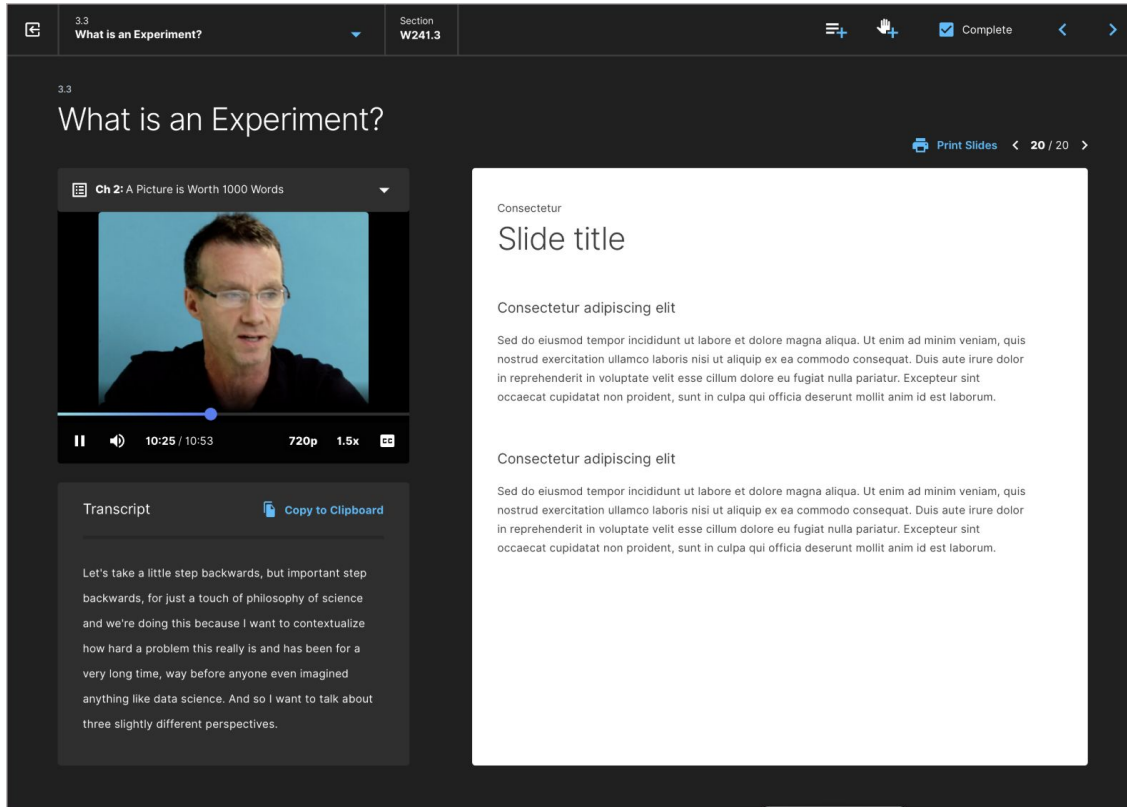 3.3
What is an Experiment?
Section
W241.3
Complete
3.3
What is an Experiment?
Print Slides
20 / 20
Ch 2: A Picture is Worth 1000 Words
10:25 / 10:53
720p
1.5x
CC
Transcript
Copy to Clipboard
Let's take a little step backwards, but important step
backwards, for just a touch of philosophy of science
and we're doing this because I want to contextualize
how hard a problem this really is and has been for a
very long time, way before anyone even imagined
anything like data science. And so I want to talk about
three slightly different perspectives.
Consectetur
Slide title
Consectetur adipiscing elit
Sed do eiusmod tempor incididunt ut labore et dolore magna aliqua. Ut enim ad minim veniam, quis
nostrud exercitation ullamco laboris nisi ut aliquip ex ea commodo consequat. Duis aute irure dolor
in reprehenderit in voluptate velit esse cillum dolore eu fugiat nulla pariatur. Excepteur sint
occaecat cupidatat non proident, sunt in culpa qui officia deserunt mollit anim id est laborum.
Consectetur adipiscing elit
Sed do eiusmod tempor incididunt ut labore et dolore magna aliqua. Ut enim ad minim veniam, quis
nostrud exercitation ullamco laboris nisi ut aliquip ex ea commodo consequat. Duis aute irure dolor
in reprehenderit in voluptate velit esse cillum dolore eu fugiat nulla pariatur. Excepteur sint
occaecat cupidatat non proident, sunt in culpa qui officia deserunt mollit anim id est laborum.